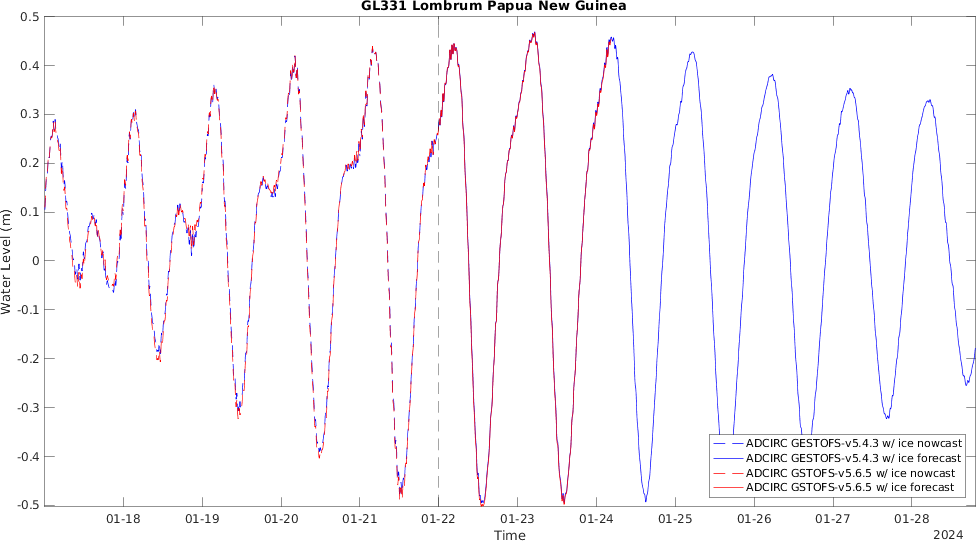 GL331 Lombrum Papua New Guinea
0.5
0.4
0.3
0.2
0.1
0
-0.1
-0.2
-0.3
-0.4
-0.5
Water Level (m)
ADCIRC GESTOFS-v5.4.3 w/ ice nowcast
ADCIRC GESTOFS-v5.4.3 w/ ice forecast
ADCIRC GSTOFS-v5.6.5 w/ ice nowcast
ADCIRC GSTOFS-v5.6.5 w/ ice forecast
01-18 01-19 01-20 01-21 01-22 01-23 01-24 01-25 01-26 01-27 01-28
Time
2024